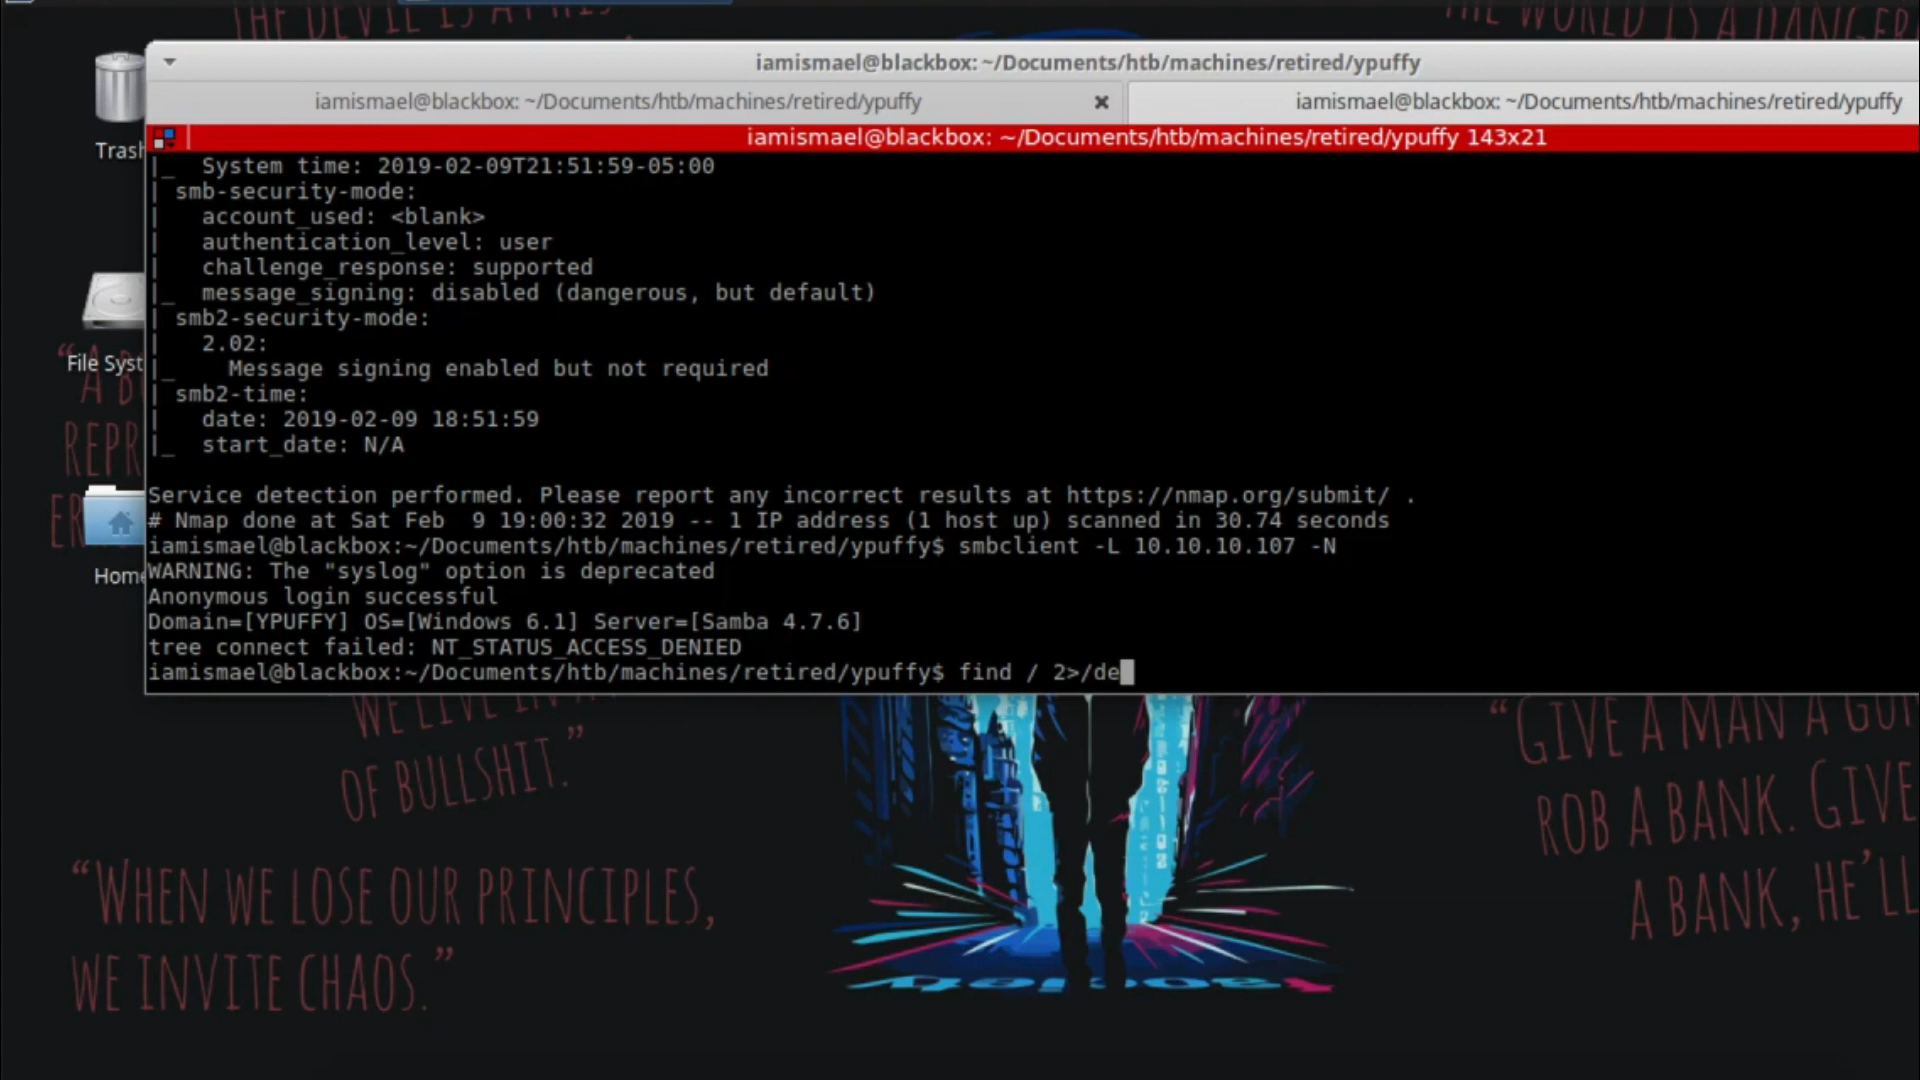 THE DEVIL IS AT HIS
THE WORLD IS A DANGER
iamismael@blackbox: ~/Documents/htb/machines/retired/ypuffy
iamismael@blackbox: ~/Documents/htb/machines/retired/ypuffy
iamismael@blackbox: ~/Documents/htb/machines/retired/ypuffy
iamismael@blackbox: ~/Documents/htb/machines/retired/ypuffy 143x21
|_  System time: 2019-02-09T21:51:59-05:00
| smb-security-mode:
|   account_used: <blank>
|   authentication_level: user
|   challenge_response: supported
|_  message_signing: disabled (dangerous, but default)
| smb2-security-mode:
|   2.02:
|_    Message signing enabled but not required
| smb2-time:
|   date: 2019-02-09 18:51:59
|_  start_date: N/A
Service detection performed. Please report any incorrect results at https://nmap.org/submit/ .
# Nmap done at Sat Feb  9 19:00:32 2019 -- 1 IP address (1 host up) scanned in 30.74 seconds
iamismael@blackbox:~/Documents/htb/machines/retired/ypuffy$ smbclient -L 10.10.10.107 -N
WARNING: The "syslog" option is deprecated
Anonymous login successful
Domain=[YPUFFY] OS=[Windows 6.1] Server=[Samba 4.7.6]
tree connect failed: NT_STATUS_ACCESS_DENIED
iamismael@blackbox:~/Documents/htb/machines/retired/ypuffy$ find / 2>/de
Trash
File Syst
Home
“A B
REPR
ER
WE LIVE IN A
OF BULLSHIT.”
“WHEN WE LOSE OUR PRINCIPLES,
WE INVITE CHAOS.”
“GIVE A MAN A GUN
ROB A BANK. GIVE
A BANK, HE’LL